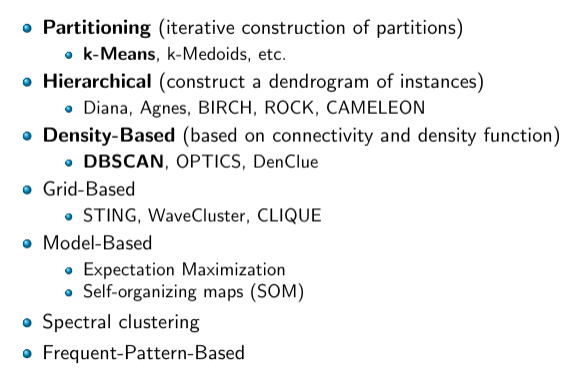 Partitioning (iterative construction of partitions)
k-Means, k-Medoids, etc.
Hierarchical (construct a dendrogram of instances)
Diana, Agnes, BIRCH, ROCK, CAMELEON
Density-Based (based on connectivity and density function)
DBSCAN, OPTICS, DenClue
Grid-Based
STING, WaveCluster, CLIQUE
Model-Based
Expectation Maximization
Self-organizing maps (SOM)
Spectral clustering
Frequent-Pattern-Based